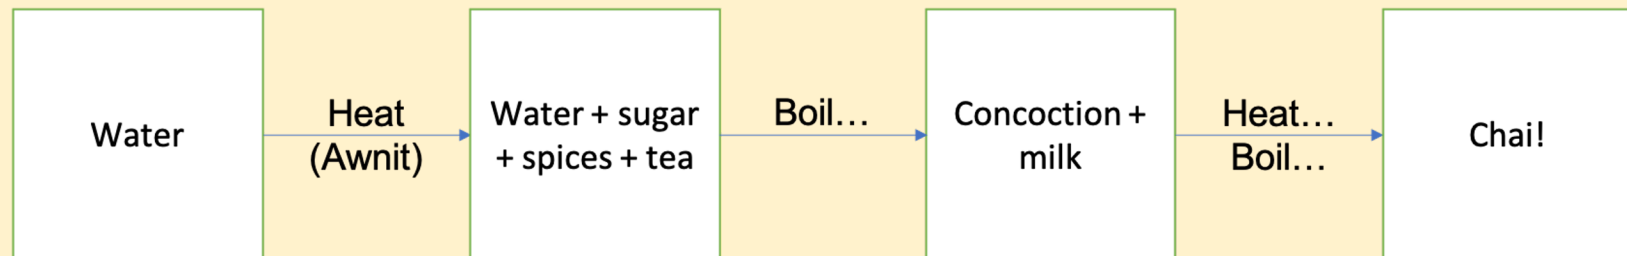 Water
Heat
(Awnit)
Water + sugar
+ spices + tea
Boil…
Concoction +
milk
Heat…
Boil…
Chai!